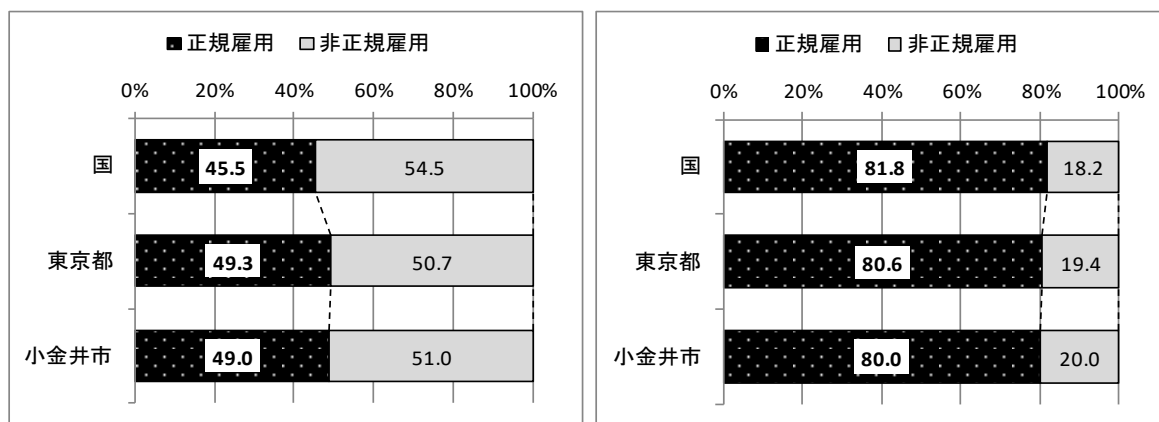 ■正規雇用 □非正規雇用
0% 20% 40% 60% 80% 100%
国 45.5 54.5
東京都 49.3 50.7
小金井市 49.0 51.0
■正規雇用 □非正規雇用
0% 20% 40% 60% 80% 100%
国 81.8 18.2
東京都 80.6 19.4
小金井市 80.0 20.0